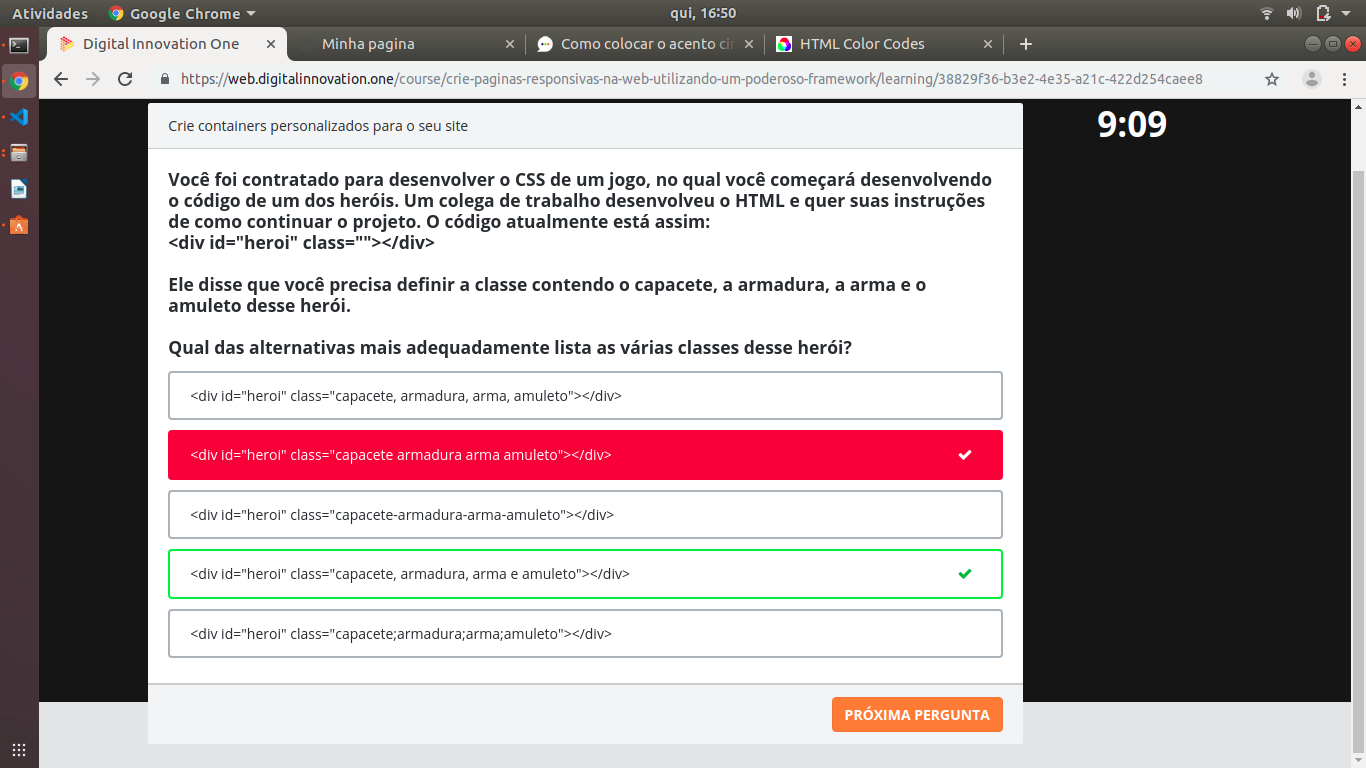 Atividades
Google Chrome
qui, 16:50
Digital Innovation One
Minha pagina
Como colocar o acento cir
HTML Color Codes
https://web.digitalinnovation.one/course/crie-paginas-responsivas-na-web-utilizando-um-poderoso-framework/learning/38829f36-b3e2-4e35-a21c-422d254caee8
Crie containers personalizados para o seu site
9:09
Você foi contratado para desenvolver o CSS de um jogo, no qual você começará desenvolvendo
o código de um dos heróis. Um colega de trabalho desenvolveu o HTML e quer suas instruções
de como continuar o projeto. O código atualmente está assim:
<div id="heroi" class=""></div>
Ele disse que você precisa definir a classe contendo o capacete, a armadura, a arma e o
amuleto desse herói.
Qual das alternativas mais adequadamente lista as várias classes desse herói?
<div id="heroi" class="capacete, armadura, arma, amuleto"></div>
<div id="heroi" class="capacete armadura arma amuleto"></div>
<div id="heroi" class="capacete-armadura-arma-amuleto"></div>
<div id="heroi" class="capacete, armadura, arma e amuleto"></div>
<div id="heroi" class="capacete;armadura;arma;amuleto"></div>
PRÓXIMA PERGUNTA